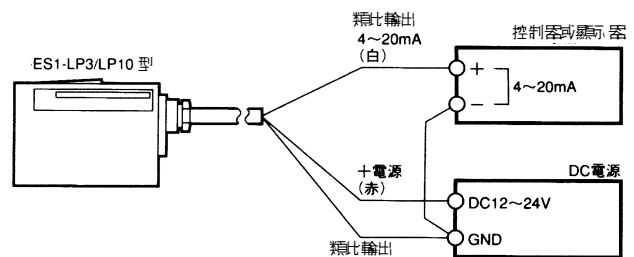 ES1-LP3/LP10 型
類比輸出
4～20mA
(白)
控制器或顯示器
+
−
4～20mA
十電源
(赤)
DC電源
DC12～24V
GND
類比輸出